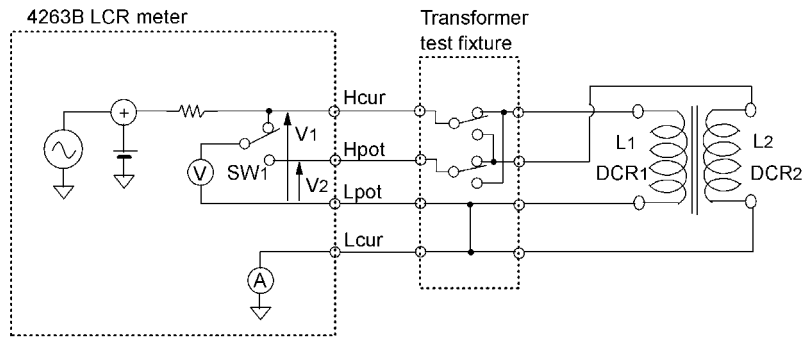 4263B LCR meter
Transformer
test fixture
Hcur
+
V1
L1
L2
Hpot
V
SW1
DCR1
DCR2
V2
Lpot
Lcur
A